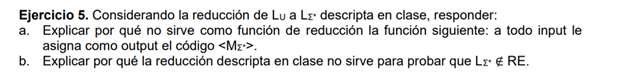 Ejercicio 5. Considerando la reducción de LU a LΣ* descripta en clase, responder:
a. Explicar por qué no sirve como función de reducción la función siguiente: a todo input le
asigna como output el código <MΣ*>.
b. Explicar por qué la reducción descripta en clase no sirve para probar que LΣ* ∉ RE.